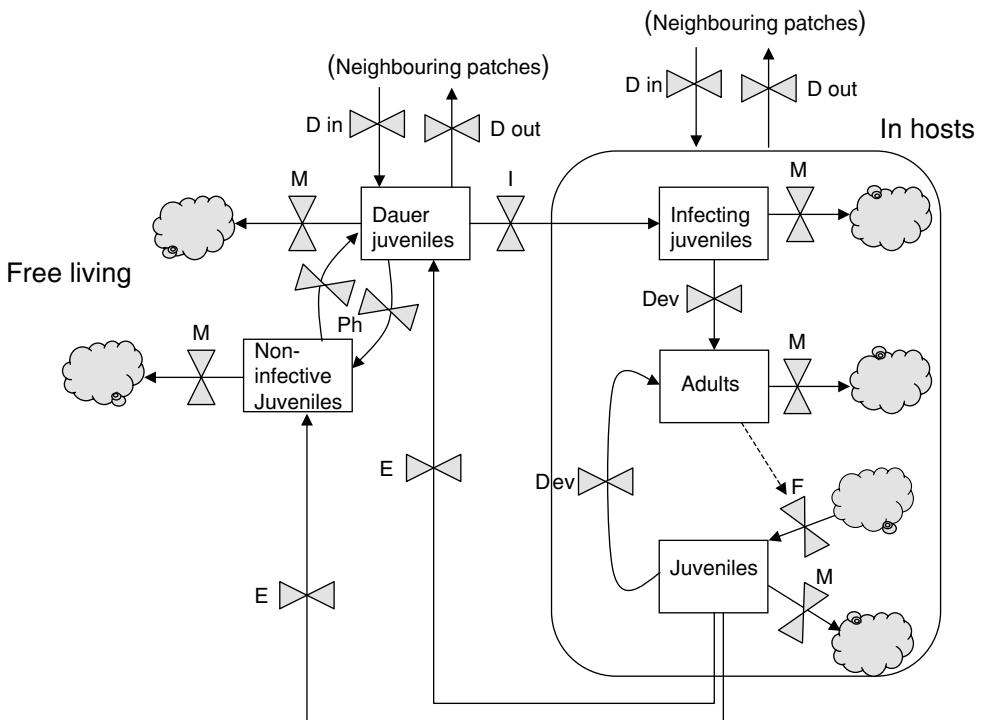 (Neighbouring patches)
D in
D out
In hosts
(Neighbouring patches)
D in
D out
M
I
M
Dauer
juveniles
Infecting
juveniles
Free living
Ph
Dev
M
Non-
infective
Juveniles
M
Adults
E
Dev
F
Juveniles
M
E